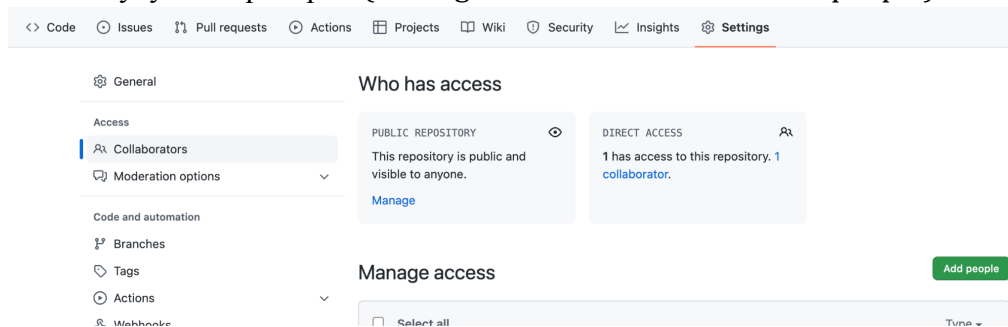 Code Issues Pull requests Actions Projects Wiki Security Insights Settings
General
Access
Collaborators
Moderation options
Code and automation
Branches
Tags
Actions
Webhooks
Who has access
PUBLIC REPOSITORY
This repository is public and
visible to anyone.
Manage
DIRECT ACCESS
1 has access to this repository. 1
collaborator.
Manage access
Add people
Select all
Type